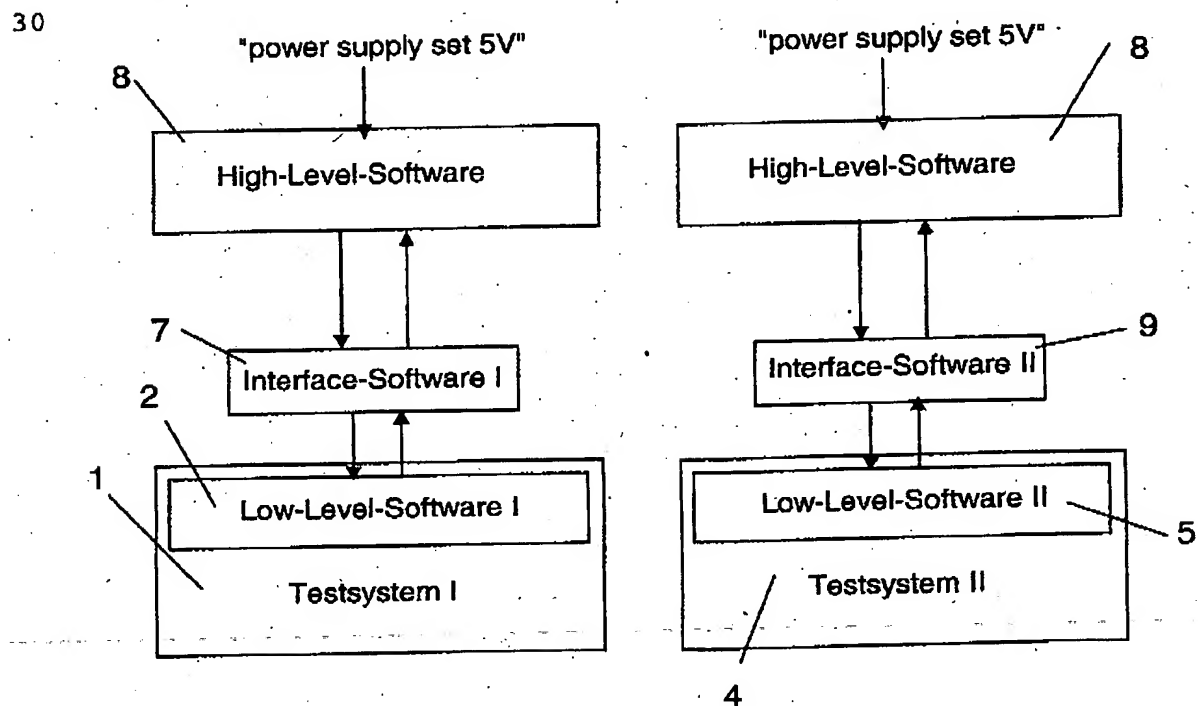 30
"power supply set 5V"
8
High-Level-Software
7
Interface-Software I
2
1
Low-Level-Software I
Testsystem I
"power supply set 5V"
8
High-Level-Software
9
Interface-Software II
Low-Level-Software II
5
Testsystem II
4